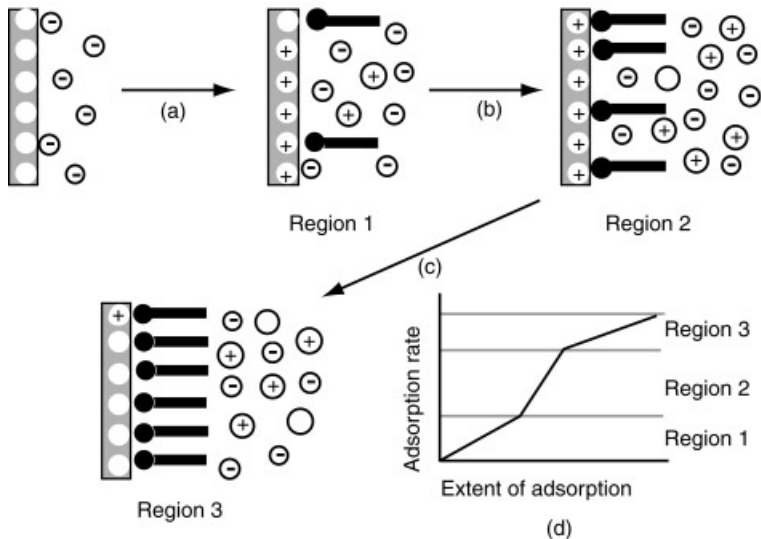 (a)
(b)
Region 1
Region 2
(c)
Region 3
Adsorption rate
Region 3
Region 2
Region 1
Extent of adsorption
(d)